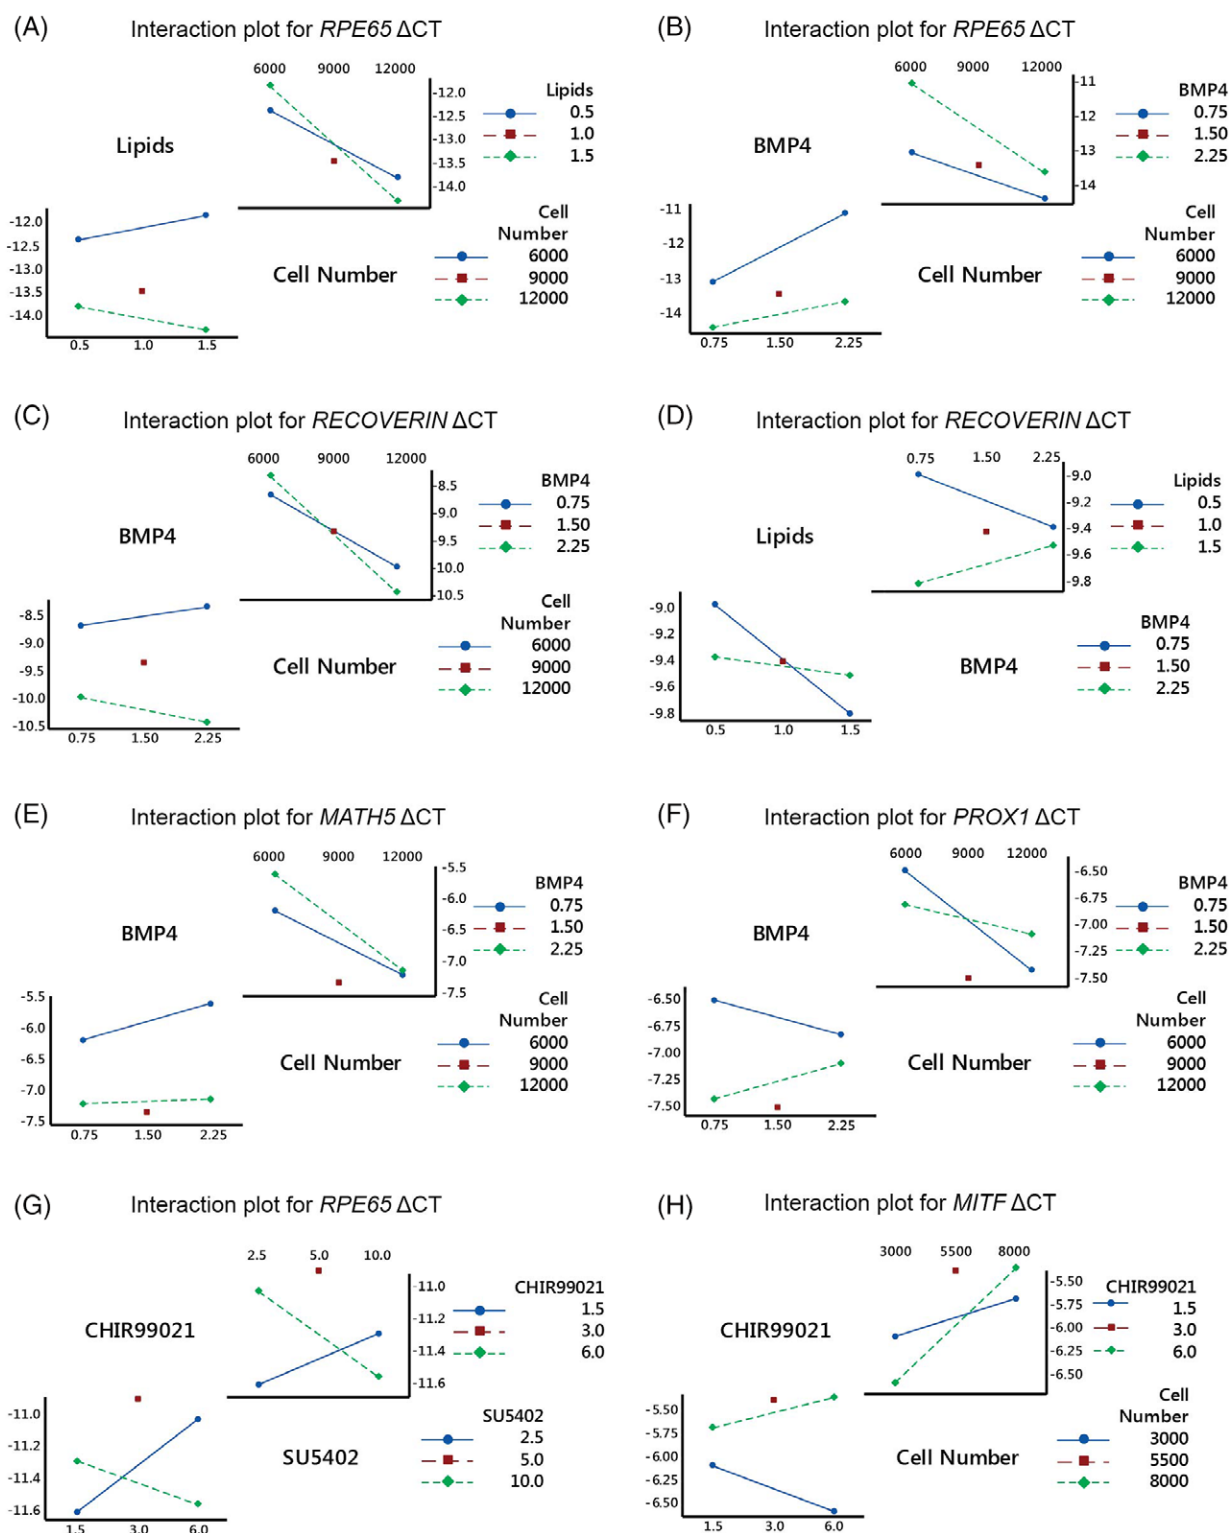 (A) Interaction plot for RPE65 ΔCT
6000 9000 12000
-12.0
-12.5
-13.0
-13.5
-14.0
Lipids
0.5
1.0
1.5
Lipids
-12.0
-12.5
-13.0
-13.5
-14.0
0.5 1.0 1.5
Cell Number
Cell
Number
6000
9000
12000
(B) Interaction plot for RPE65 ΔCT
6000 9000 12000
-11
-12
-13
-14
BMP4
0.75
1.50
2.25
BMP4
-11
-12
-13
-14
0.75 1.50 2.25
Cell Number
Cell
Number
6000
9000
12000
(C) Interaction plot for RECOVERIN ΔCT
6000 9000 12000
-8.5
-9.0
-9.5
-10.0
-10.5
BMP4
0.75
1.50
2.25
BMP4
-8.5
-9.0
-9.5
-10.0
-10.5
0.75 1.50 2.25
Cell Number
Cell
Number
6000
9000
12000
(D) Interaction plot for RECOVERIN ΔCT
0.75 1.50 2.25
-9.0
-9.2
-9.4
-9.6
-9.8
Lipids
0.5
1.0
1.5
Lipids
-9.0
-9.2
-9.4
-9.6
-9.8
0.5 1.0 1.5
BMP4
BMP4
0.75
1.50
2.25
(E) Interaction plot for MATH5 ΔCT
6000 9000 12000
-5.5
-6.0
-6.5
-7.0
-7.5
BMP4
0.75
1.50
2.25
BMP4
-5.5
-6.0
-6.5
-7.0
-7.5
0.75 1.50 2.25
Cell Number
Cell
Number
6000
9000
12000
(F) Interaction plot for PROX1 ΔCT
6000 9000 12000
-6.50
-6.75
-7.00
-7.25
-7.50
BMP4
0.75
1.50
2.25
BMP4
-6.50
-6.75
-7.00
-7.25
-7.50
0.75 1.50 2.25
Cell Number
Cell
Number
6000
9000
12000
(G) Interaction plot for RPE65 ΔCT
2.5 5.0 10.0
-11.0
-11.2
-11.4
-11.6
CHIR99021
1.5
3.0
6.0
CHIR99021
-11.0
-11.2
-11.4
-11.6
1.5 3.0 6.0
SU5402
SU5402
2.5
5.0
10.0
(H) Interaction plot for MITF ΔCT
3000 5500 8000
-5.50
-5.75
-6.00
-6.25
-6.50
CHIR99021
1.5
3.0
6.0
CHIR99021
-5.50
-5.75
-6.00
-6.25
-6.50
1.5 3.0 6.0
Cell Number
Cell
Number
3000
5500
8000